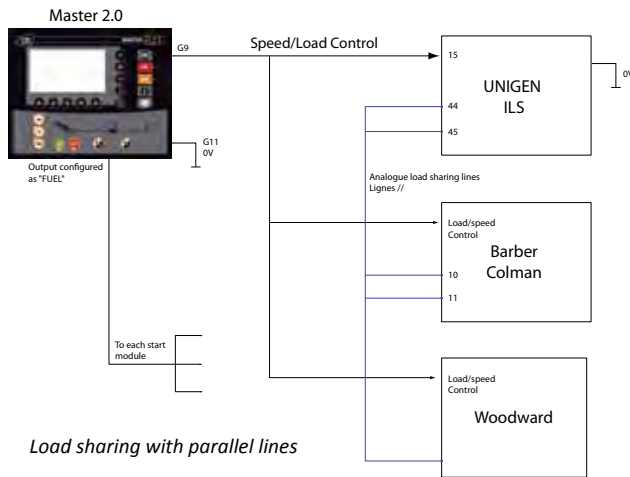 Master 2.0
G9
Speed/Load Control
15
UNIGEN
ILS
44
45
0V
G11
0V
Output configured
as "FUEL"
Analogue load sharing lines
Lignes //
Load/speed
Control
Barber
Colman
10
11
To each start
module
Load/speed
Control
Woodward
Load sharing with parallel lines